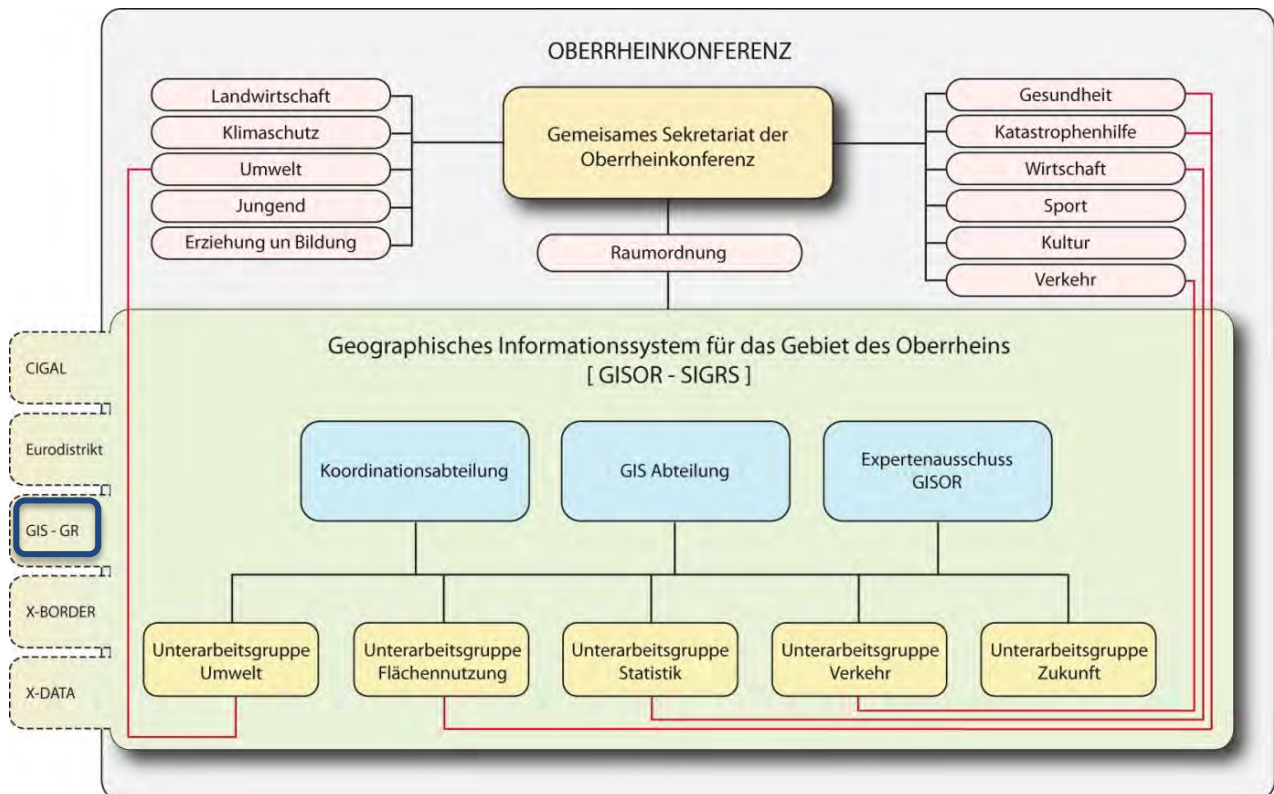 OBERRHEINKONFERENZ
Landwirtschaft
Klimaschutz
Umwelt
Jungend
Erziehung un Bildung
Gemeisames Sekretariat der
Oberrheinkonferenz
Raumordnung
Gesundheit
Katastrophenhilfe
Wirtschaft
Sport
Kultur
Verkehr
CIGAL
Eurodistrikt
GIS - GR
X-BORDER
X-DATA
Geographisches Informationssystem für das Gebiet des Oberrheins
[ GISOR - SIGRS ]
Koordinationsabteilung
GIS Abteilung
Expertenausschuss
GISOR
Unterarbeitsgruppe
Umwelt
Unterarbeitsgruppe
Flächennutzung
Unterarbeitsgruppe
Statistik
Unterarbeitsgruppe
Verkehr
Unterarbeitsgruppe
Zukunft